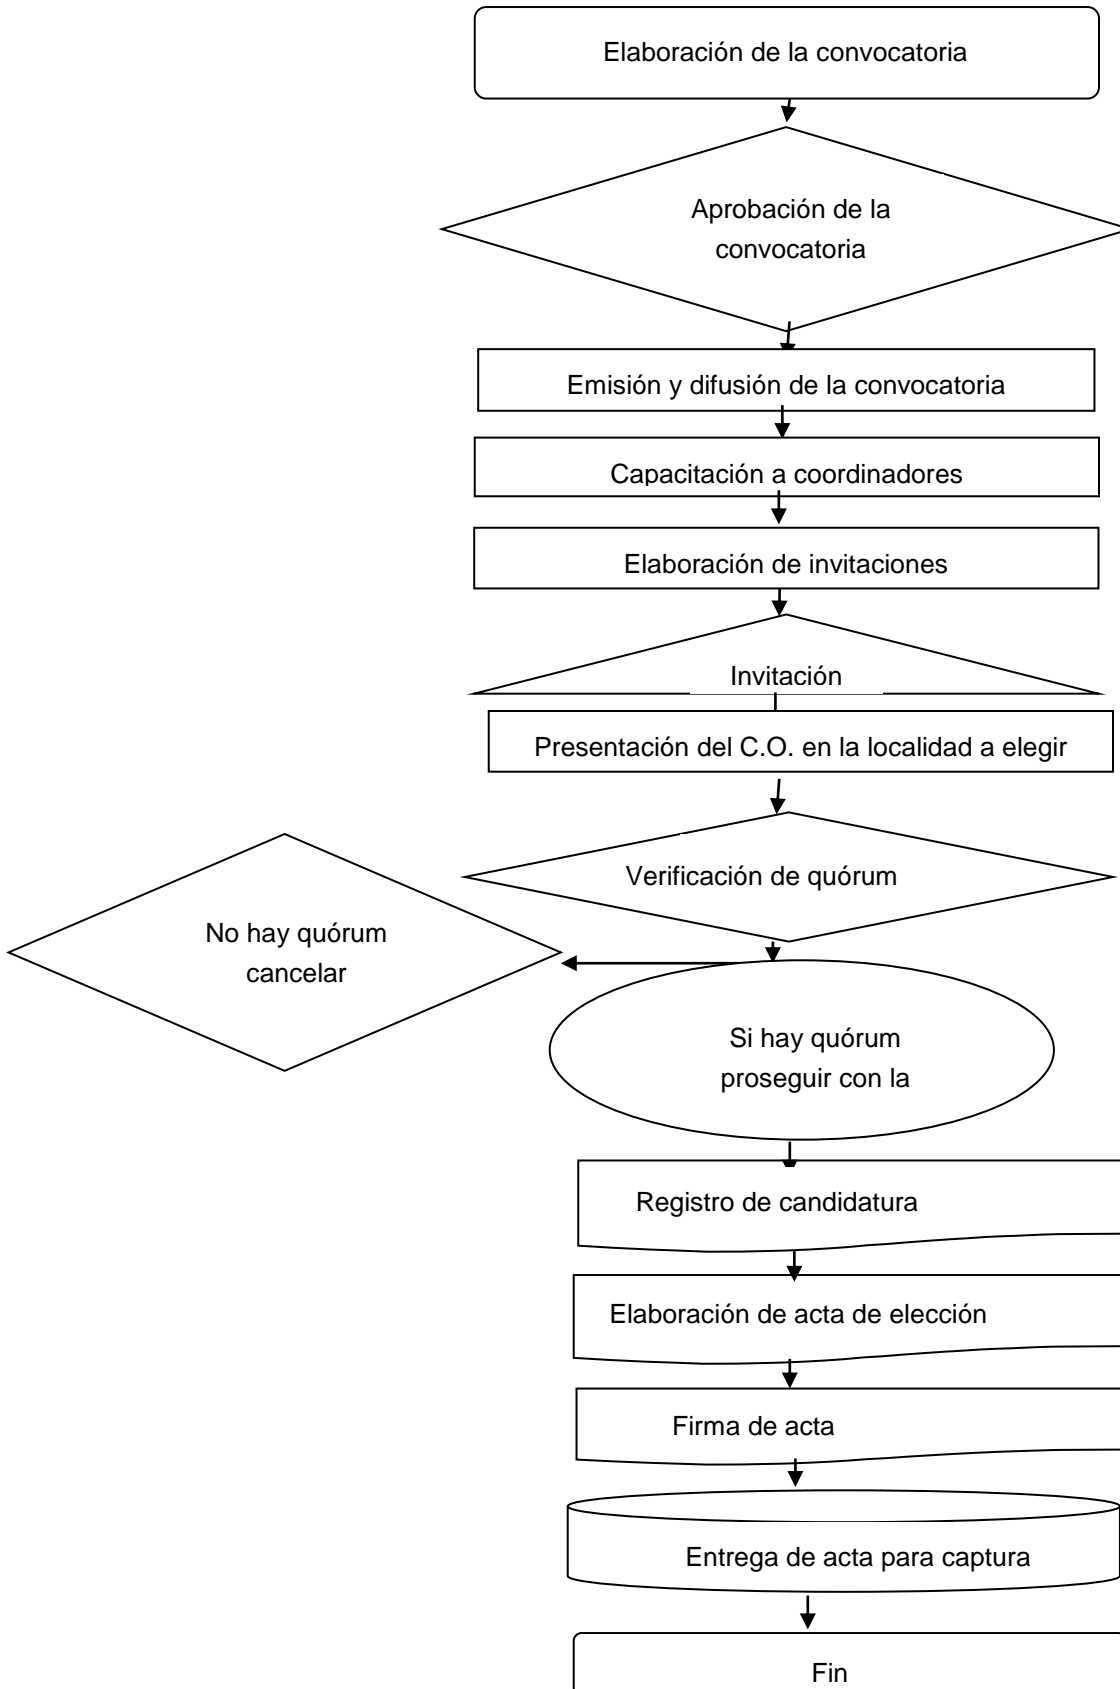 Elaboración de la convocatoria
Aprobación de la
convocatoria
Emisión y difusión de la convocatoria
Capacitación a coordinadores
Elaboración de invitaciones
Invitación
Presentación del C.O. en la localidad a elegir
Verificación de quórum
No hay quórum
cancelar
Si hay quórum
proseguir con la
Registro de candidatura
Elaboración de acta de elección
Firma de acta
Entrega de acta para captura
Fin